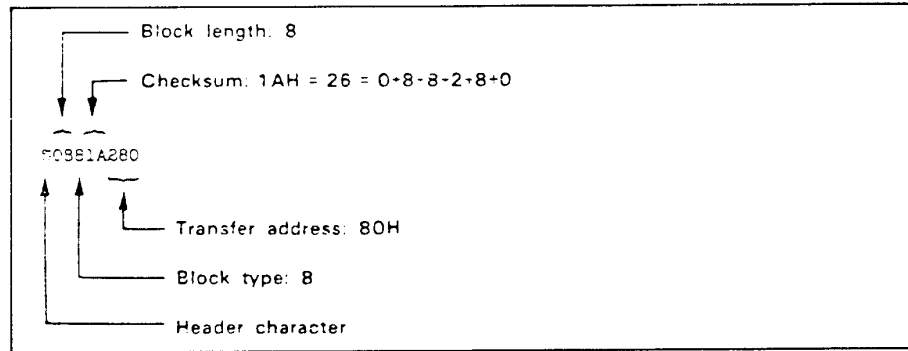 Block length: 8
Checksum: 1AH = 26 = 0+8+8+2+8+0
%0881A280
Transfer address: 80H
Block type: 8
Header character